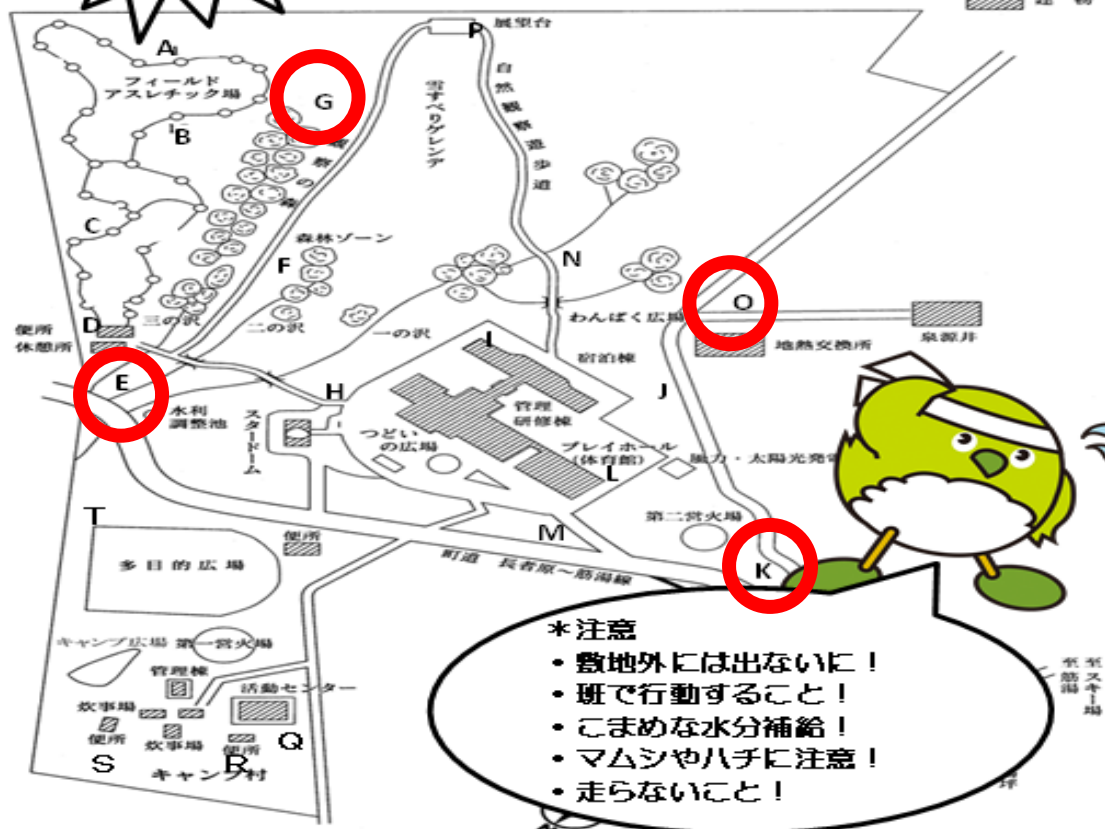 展望台
P
A
フィールド
アスレチック場
G
B
雪すべりゲレンデ
自然観察遊歩道
C
森林ゾーン
F
N
O
わんぱく広場
D
三の沢
二の沢
一の沢
便所
休憩所
地熱交換所
泉源井
E
I
宿泊棟
J
H
水利
調整池
管理
研修棟
スタードーム
つどい
の広場
プレイホール
(体育館)
L
風力・太陽光発電
T
第二営火場
M
便所
多目的広場
町道 長者原～筋湯線
K
キャンプ広場
第一営火場
管理棟
活動センター
炊事場
便所
炊事場
便所
Q
S
R
キャンプ村
＊注意
・敷地外には出ないに！
・班で行動すること！
・こまめな水分補給！
・マムシやハチに注意！
・走らないこと！
至筋湯
至スキー場